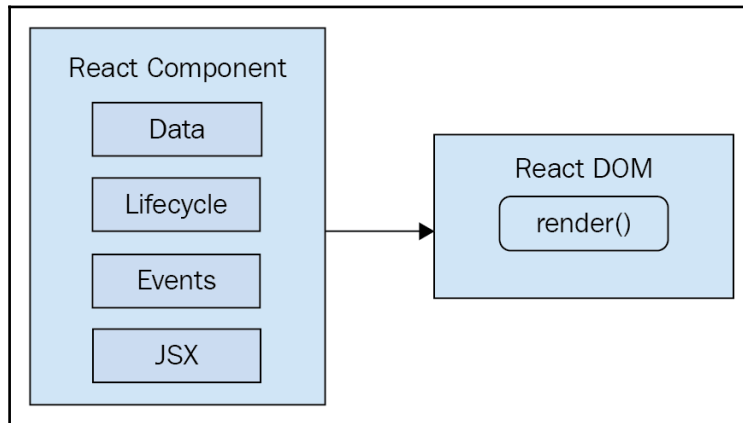 React Component
Data
Lifecycle
Events
JSX
React DOM
render()